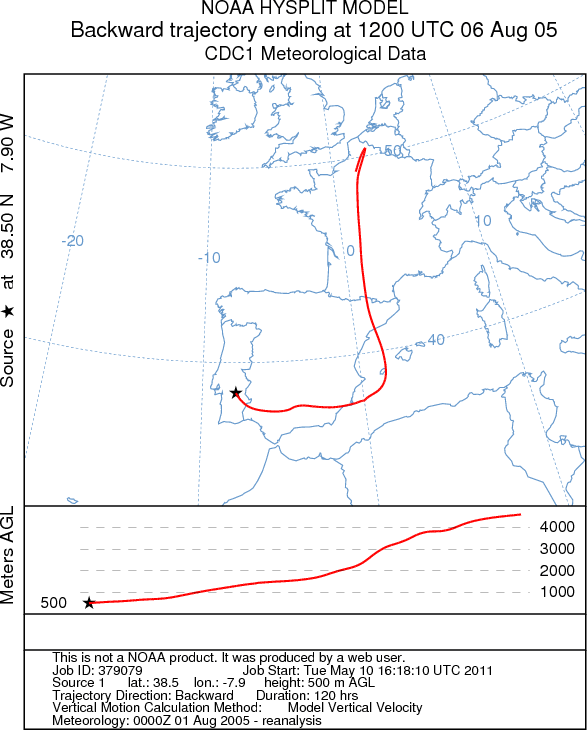 NOAA HYSPLIT MODEL
Backward trajectory ending at 1200 UTC 06 Aug 05
CDC1 Meteorological Data
Source ★ at 38.50 N 7.90 W
-50
-20
-10
0
10
-40
Meters AGL
4000
3000
2000
1000
500
This is not a NOAA product. It was produced by a web user.
Job ID: 379079 Job Start: Tue May 10 16:18:10 UTC 2011
Source 1 lat.: 38.5 lon.: -7.9 height: 500 m AGL
Trajectory Direction: Backward Duration: 120 hrs
Vertical Motion Calculation Method: Model Vertical Velocity
Meteorology: 0000Z 01 Aug 2005 - reanalysis